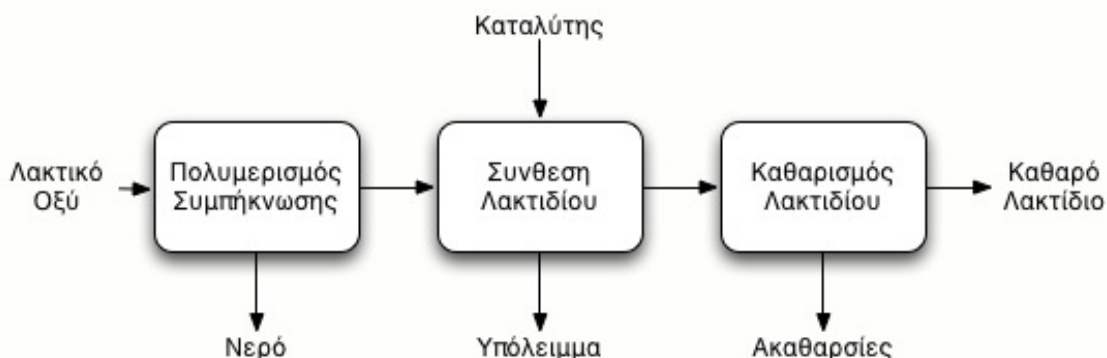 Καταλύτης
Λακτικό
Οξύ
Πολυμερισμός
Συμπήκνωσης
Συνθεση
Λακτιδίου
Καθαρισμός
Λακτιδίου
Καθαρό
Λακτίδιο
Νερό
Υπόλειμμα
Ακαθαρσίες